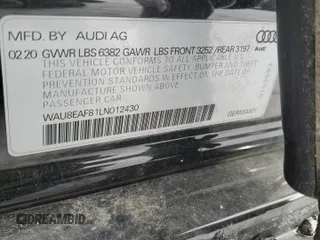 MFD. BY AUDI AG
02 20 GVWR LBS 6382 GAWR LBS FRONT 3252 / REAR 3197
Audi
THIS VEHICLE CONFORMS TO ALL APPLICABLE
FEDERAL MOTOR VEHICLE SAFETY, BUMPER AND THEFT
PREVENTION STANDARDS IN EFFECT ON
THE DATE OF MANUFACTURE SHOWN ABOVE
PASSENGER CAR
WAU8EAF81LN012430
GERMANY
DREAMBID